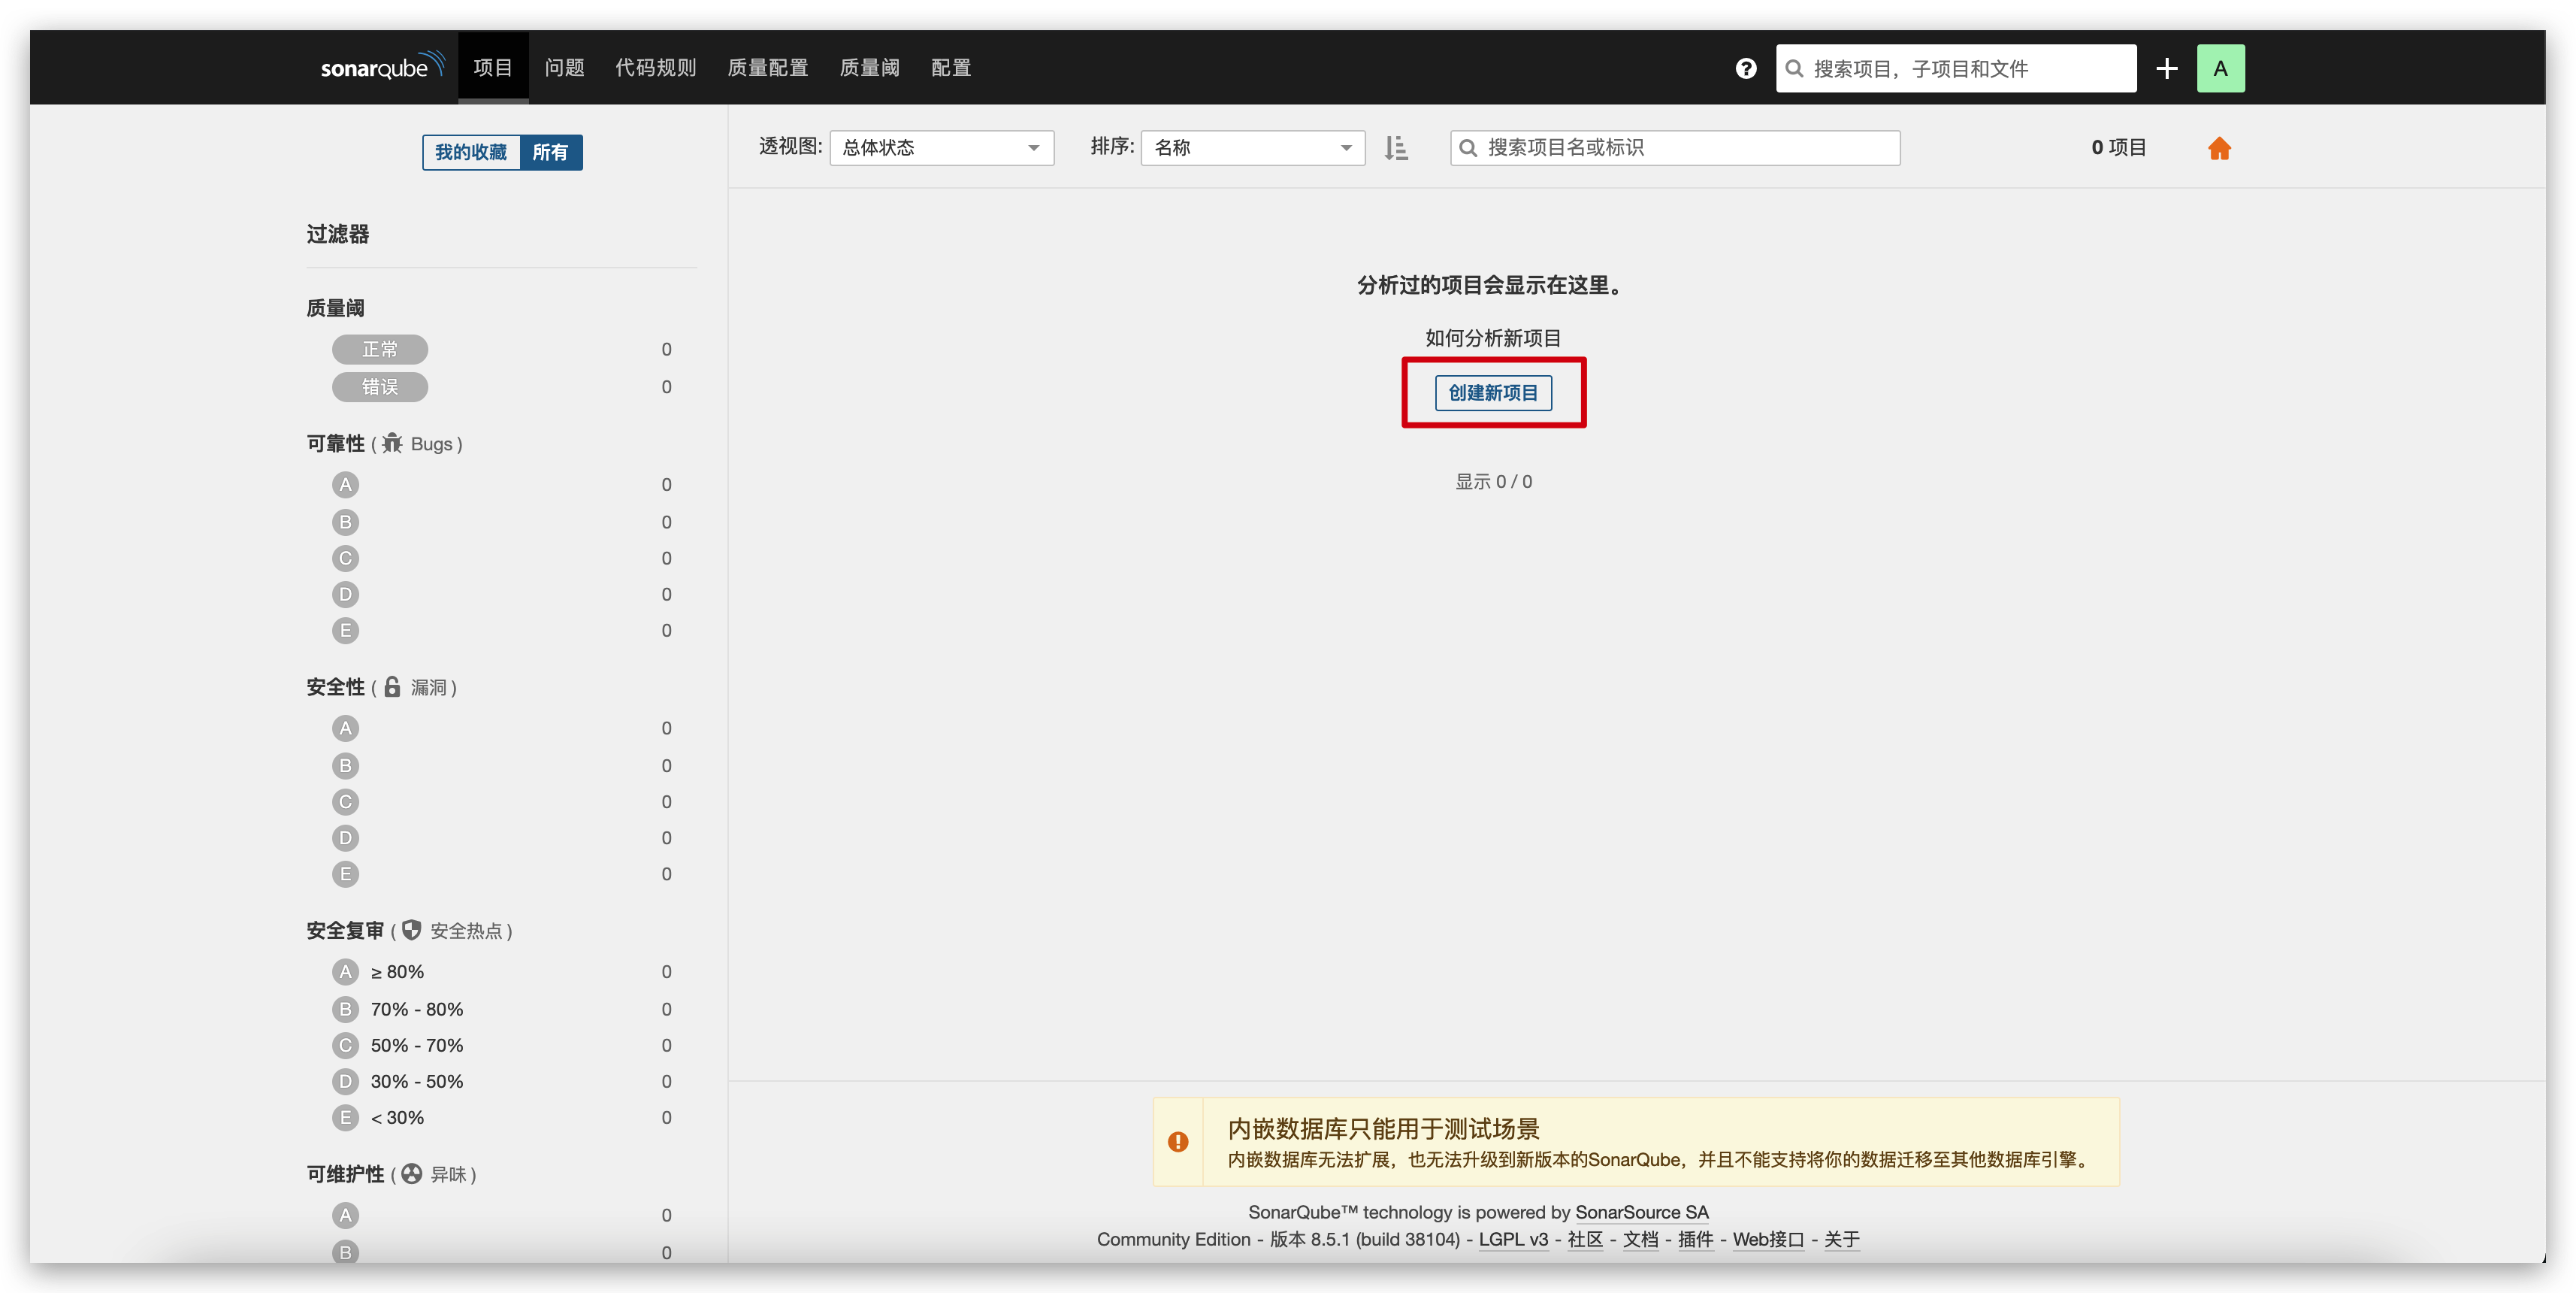 sonarqube 项目 问题 代码规则 质量配置 质量阈 配置 ? 搜索项目，子项目和文件 + A
我的收藏 所有
过滤器
质量阈
正常 0
错误 0
可靠性 ( Bugs )
A 0
B 0
C 0
D 0
E 0
安全性 ( 漏洞 )
A 0
B 0
C 0
D 0
E 0
安全复审 ( 安全热点 )
A ≥ 80% 0
B 70% - 80% 0
C 50% - 70% 0
D 30% - 50% 0
E < 30% 0
可维护性 ( 异味 )
A 0
B 0
透视图: 总体状态 排序: 名称 搜索项目名或标识 0 项目
分析过的项目会显示在这里。
如何分析新项目
创建新项目
显示 0 / 0
内嵌数据库只能用于测试场景
内嵌数据库无法扩展，也无法升级到新版本的SonarQube，并且不能支持将你的数据迁移至其他数据库引擎。
SonarQube™ technology is powered by SonarSource SA
Community Edition - 版本 8.5.1 (build 38104) - LGPL v3 - 社区 - 文档 - 插件 - Web接口 - 关于